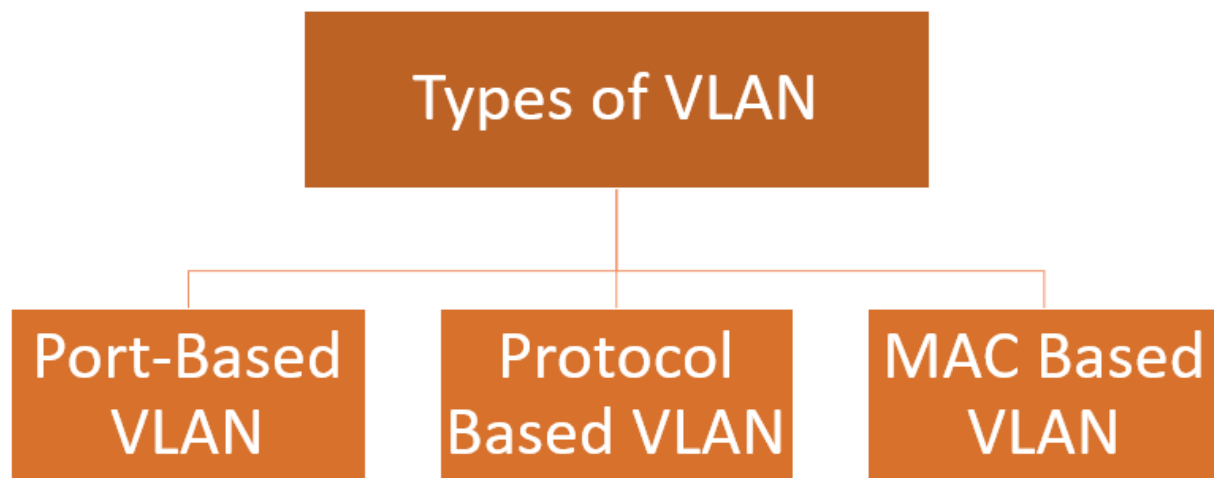 Types of VLAN
Port-Based
VLAN
Protocol
Based VLAN
MAC Based
VLAN